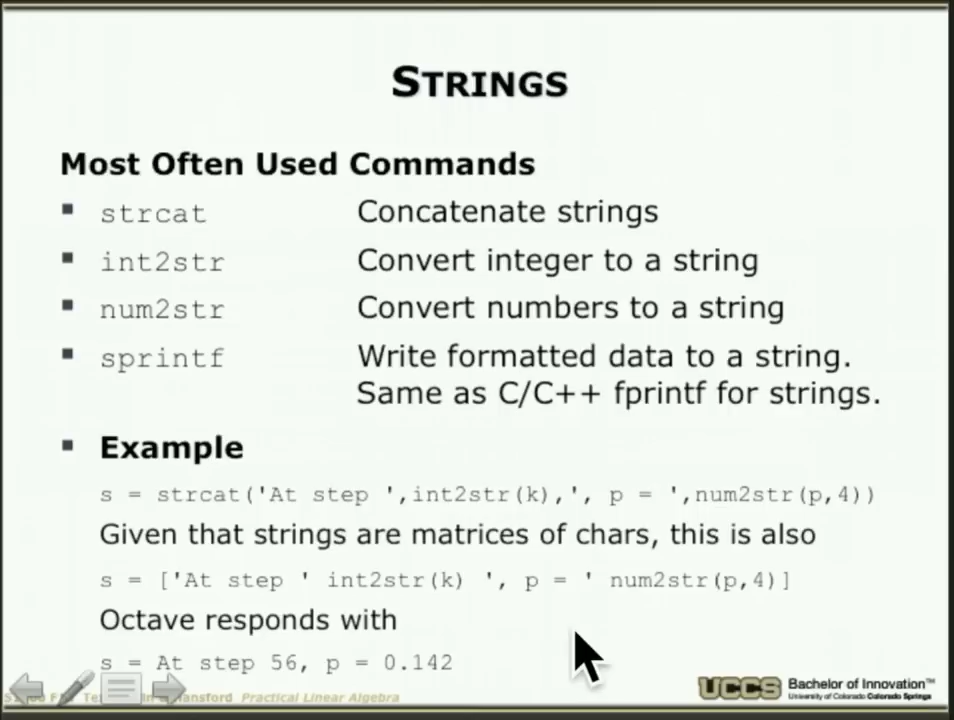 STRINGS
Most Often Used Commands
▪ strcat Concatenate strings
▪ int2str Convert integer to a string
▪ num2str Convert numbers to a string
▪ sprintf Write formatted data to a string.
Same as C/C++ fprintf for strings.
▪ Example
s = strcat('At step ',int2str(k),', p = ',num2str(p,4))
Given that strings are matrices of chars, this is also
s = ['At step ' int2str(k) ', p = ' num2str(p,4)]
Octave responds with
s = At step 56, p = 0.142
Practical Linear Algebra
UCCS Bachelor of Innovation™
University of Colorado Colorado Springs